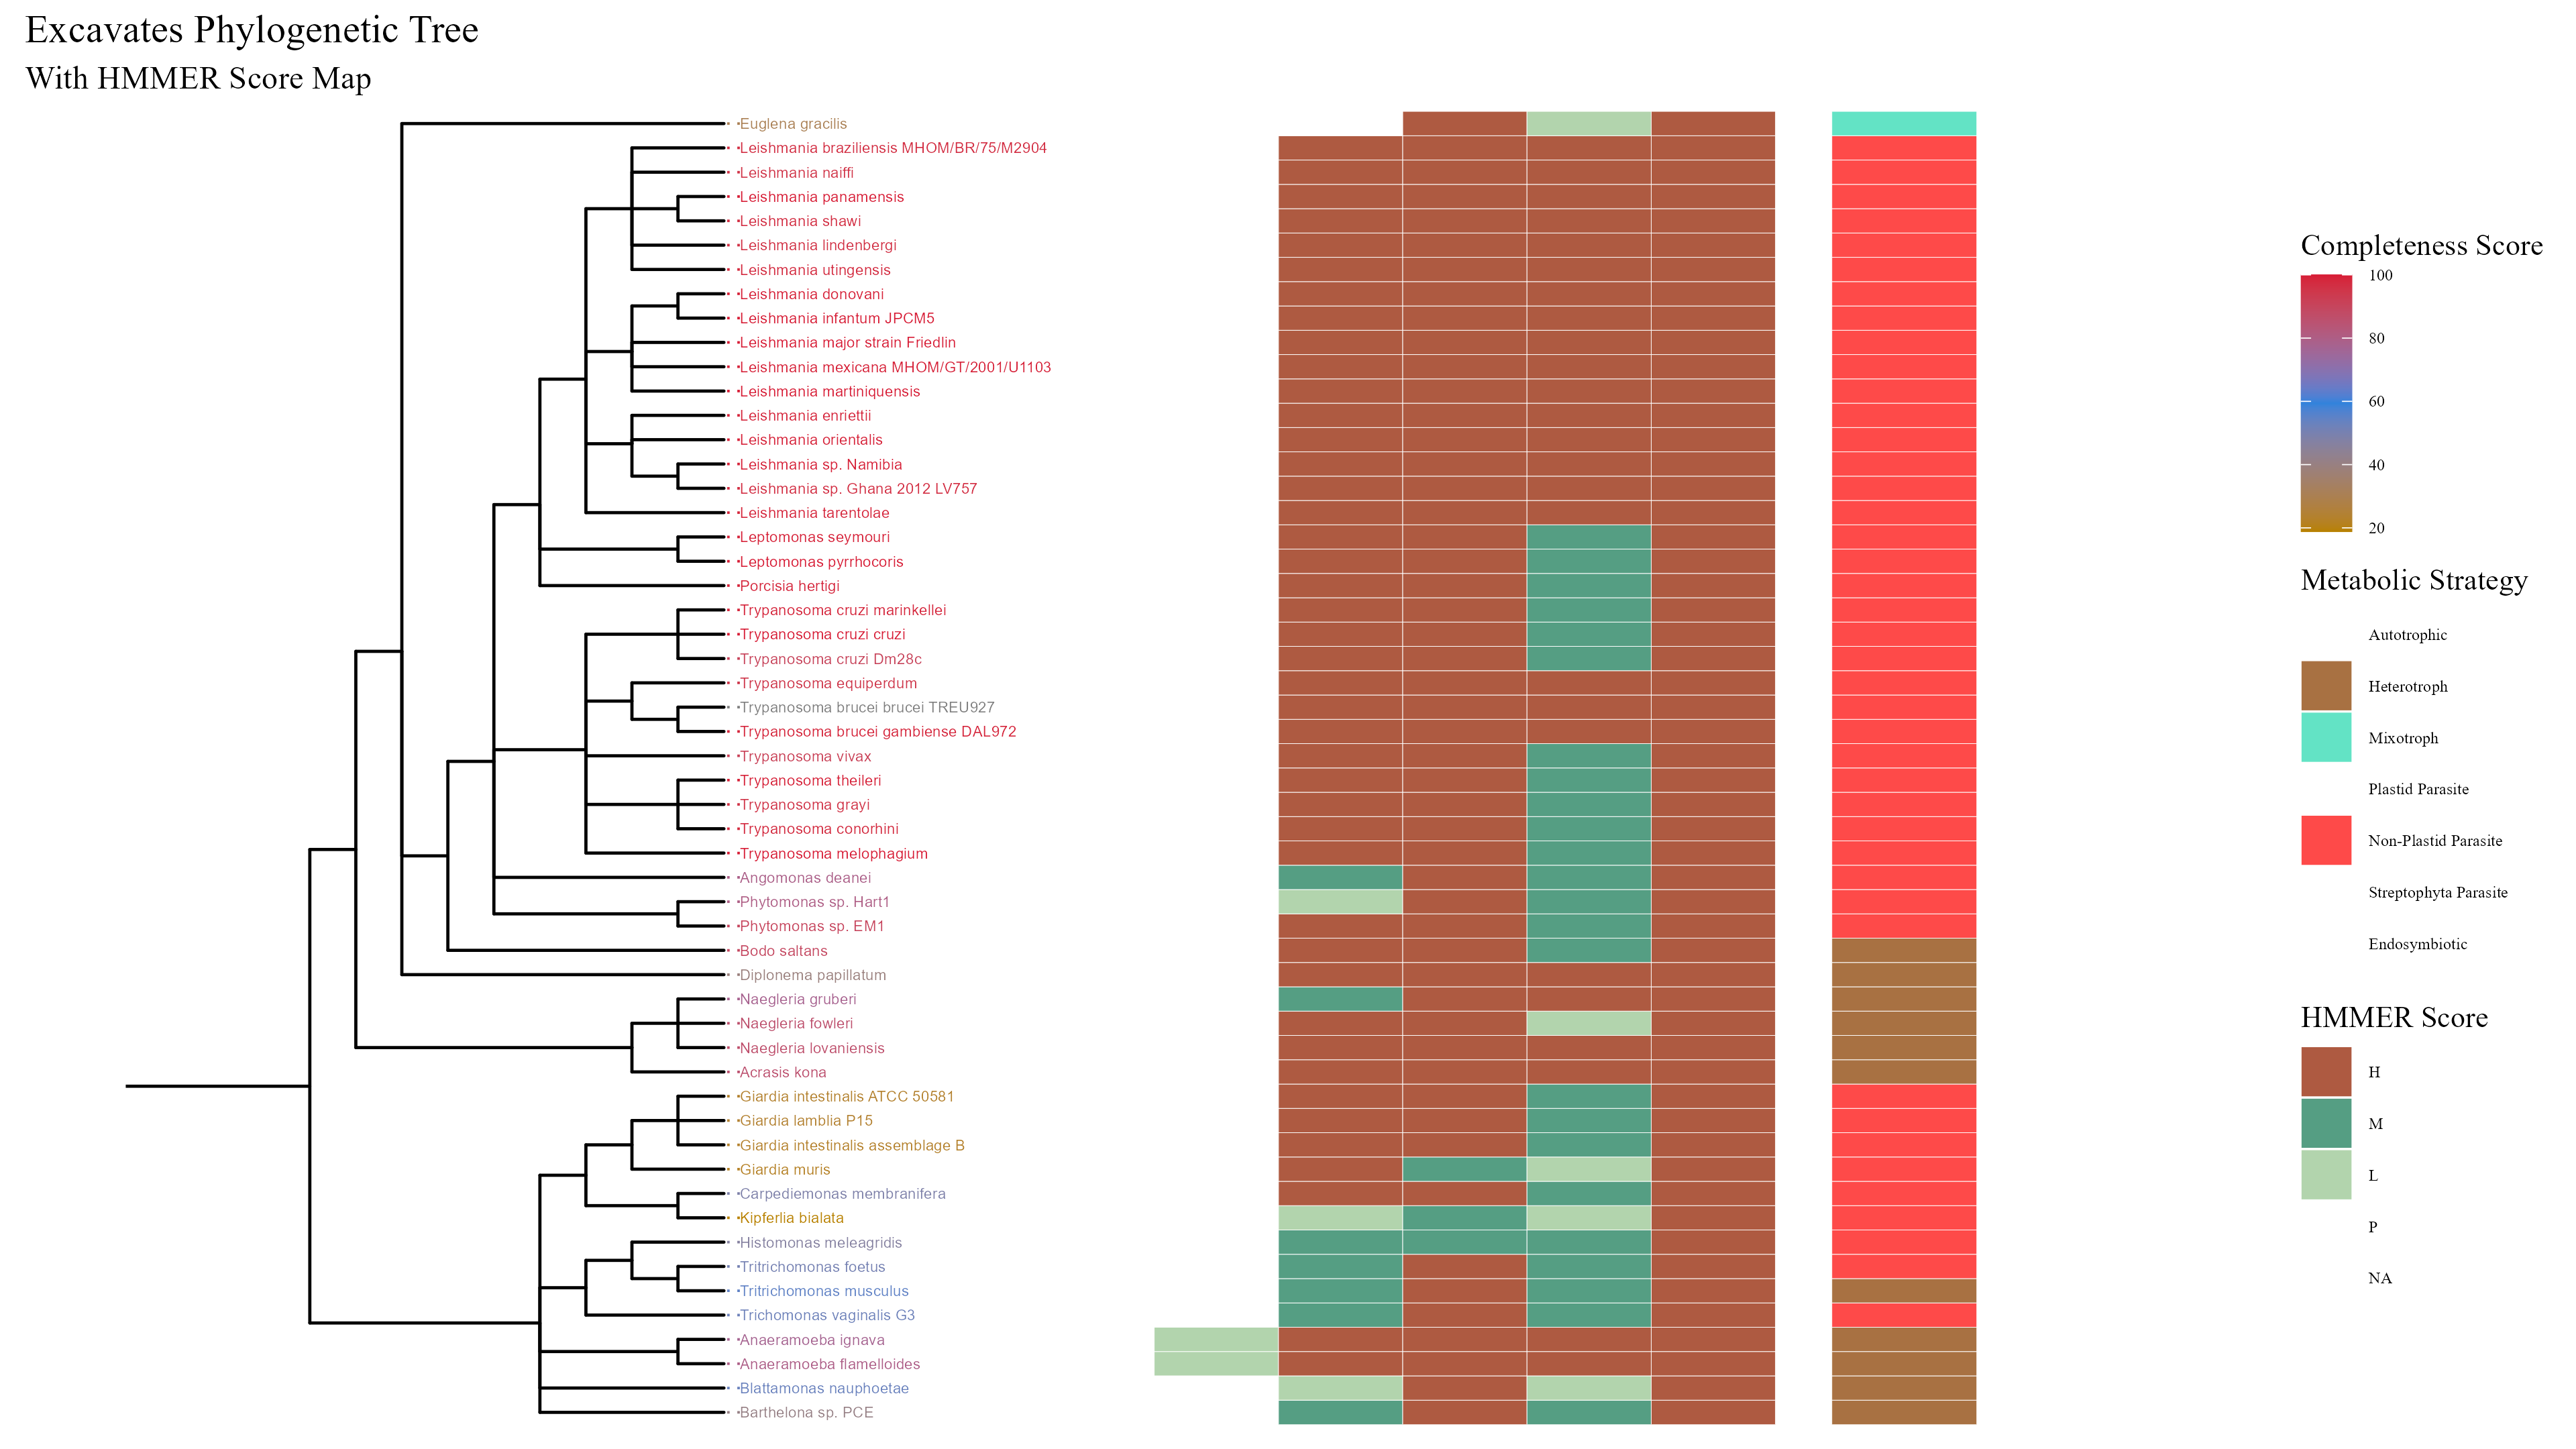 Excavates Phylogenetic Tree
With HMMER Score Map
Euglena gracilis
Leishmania braziliensis MHOM/BR/75/M2904
Leishmania naiffi
Leishmania panamensis
Leishmania shawi
Leishmania lindenbergi
Leishmania utingensis
Leishmania donovani
Leishmania infantum JPCM5
Leishmania major strain Friedlin
Leishmania mexicana MHOM/GT/2001/U1103
Leishmania martiniquensis
Leishmania enriettii
Leishmania orientalis
Leishmania sp. Namibia
Leishmania sp. Ghana 2012 LV757
Leishmania tarentolae
Leptomonas seymouri
Leptomonas pyrrhocoris
Porcisia hertigi
Trypanosoma cruzi marinkellei
Trypanosoma cruzi cruzi
Trypanosoma cruzi Dm28c
Trypanosoma equiperdum
Trypanosoma brucei brucei TREU927
Trypanosoma brucei gambiense DAL972
Trypanosoma vivax
Trypanosoma theileri
Trypanosoma grayi
Trypanosoma conorhini
Trypanosoma melophagium
Angomonas deanei
Phytomonas sp. Hart1
Phytomonas sp. EM1
Bodo saltans
Diplonema papillatum
Naegleria gruberi
Naegleria fowleri
Naegleria lovaniensis
Acrasis kona
Giardia intestinalis ATCC 50581
Giardia lamblia P15
Giardia intestinalis assemblage B
Giardia muris
Carpediemonas membranifera
Kipferlia bialata
Histomonas meleagridis
Tritrichomonas foetus
Tritrichomonas musculus
Trichomonas vaginalis G3
Anaeramoeba ignava
Anaeramoeba flamelloides
Blattamonas nauphoetae
Barthelona sp. PCE
Completeness Score
100
80
60
40
20
Metabolic Strategy
Autotrophic
Heterotroph
Mixotroph
Plastid Parasite
Non-Plastid Parasite
Streptophyta Parasite
Endosymbiotic
HMMER Score
H
M
L
P
NA